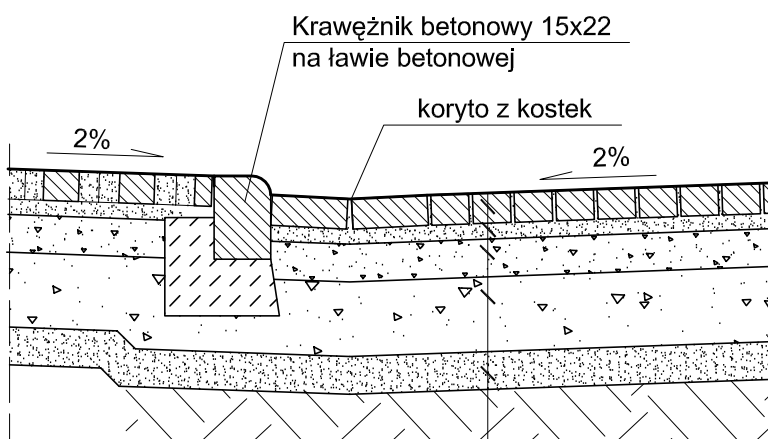 Krawężnik betonowy 15x22
na ławie betonowej
koryto z kostek
2%
2%